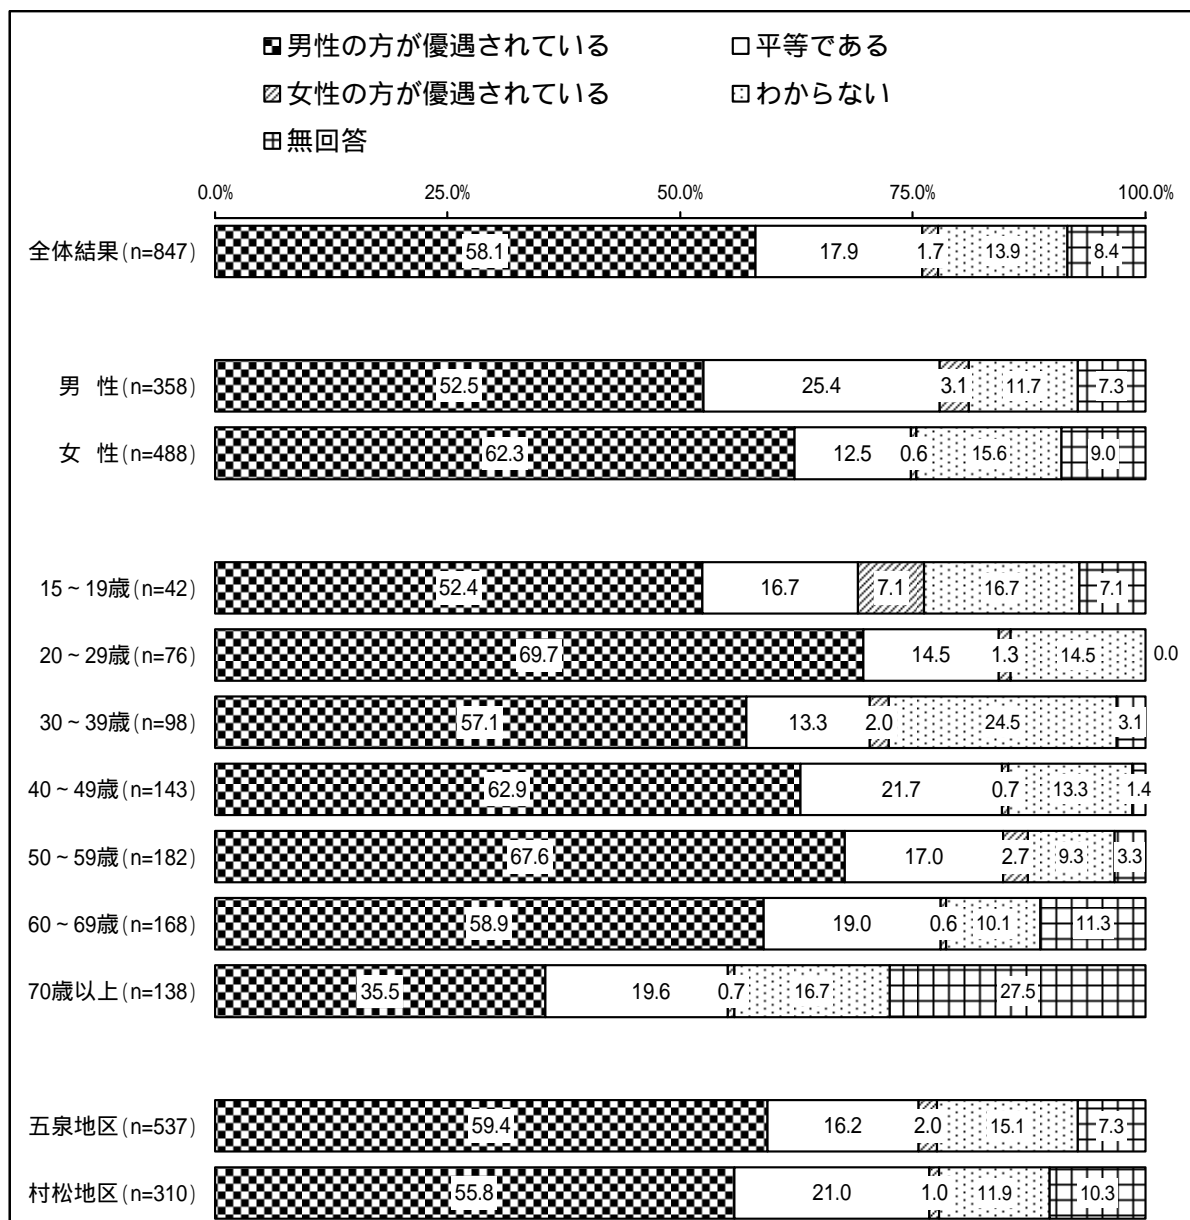 男性の方が優遇されている 平等である
女性の方が優遇されている わからない
無回答
0.0% 25.0% 50.0% 75.0% 100.0%
全体結果(n=847) 58.1 17.9 1.7 13.9 8.4
男 性(n=358) 52.5 25.4 3.1 11.7 7.3
女 性(n=488) 62.3 12.5 0.6 15.6 9.0
15~19歳(n=42) 52.4 16.7 7.1 16.7 7.1
20~29歳(n=76) 69.7 14.5 1.3 14.5 0.0
30~39歳(n=98) 57.1 13.3 2.0 24.5 3.1
40~49歳(n=143) 62.9 21.7 0.7 13.3 1.4
50~59歳(n=182) 67.6 17.0 2.7 9.3 3.3
60~69歳(n=168) 58.9 19.0 0.6 10.1 11.3
70歳以上(n=138) 35.5 19.6 0.7 16.7 27.5
五泉地区(n=537) 59.4 16.2 2.0 15.1 7.3
村松地区(n=310) 55.8 21.0 1.0 11.9 10.3